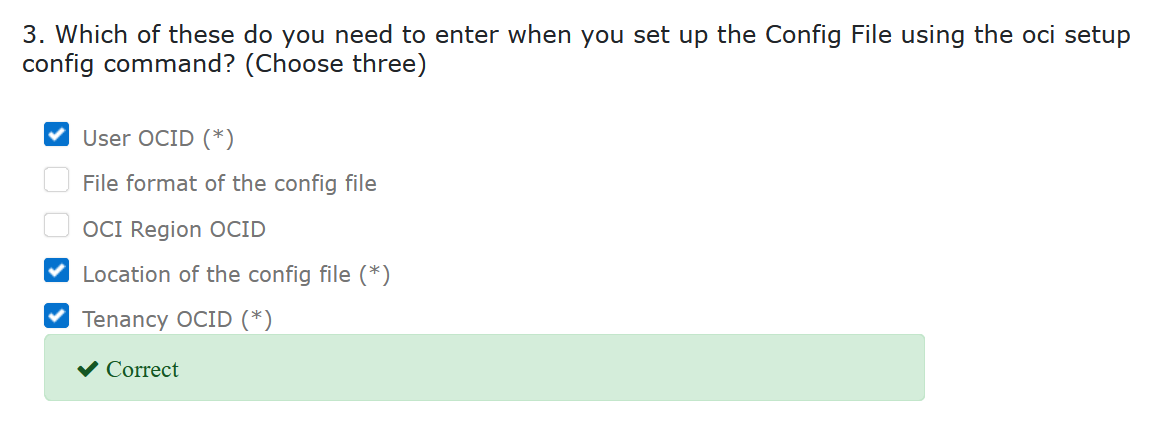 3. Which of these do you need to enter when you set up the Config File using the oci setup
config command? (Choose three)
User OCID (*)
File format of the config file
OCI Region OCID
Location of the config file (*)
Tenancy OCID (*)
Correct